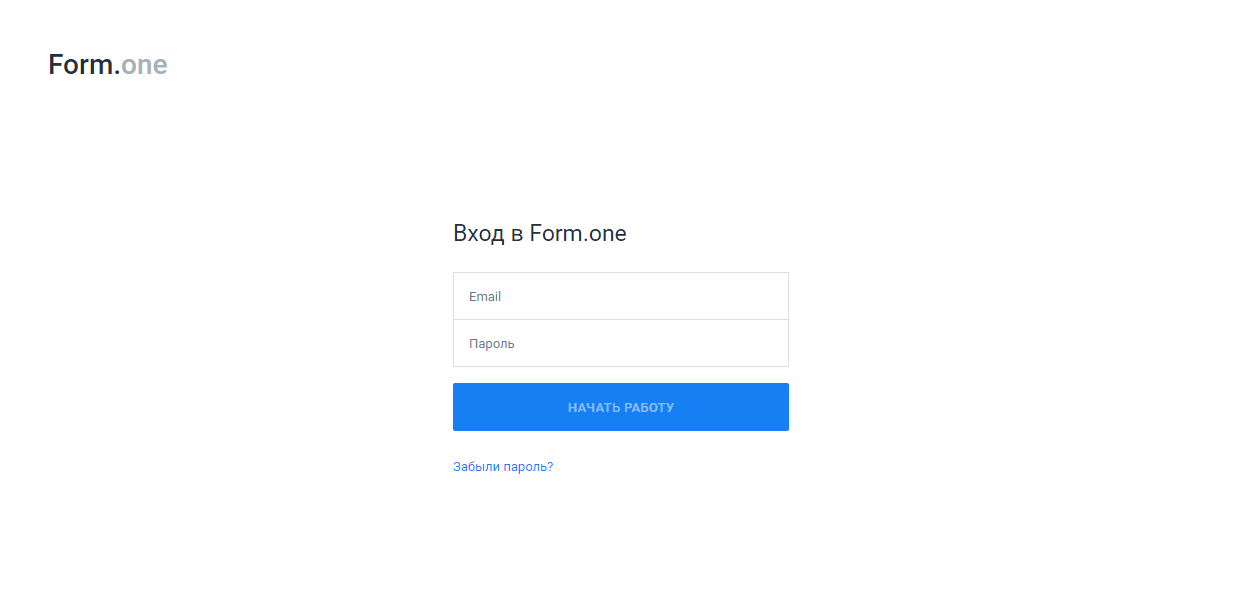 Form.one
Вход в Form.one
Email
Пароль
НАЧАТЬ РАБОТУ
Забыли пароль?